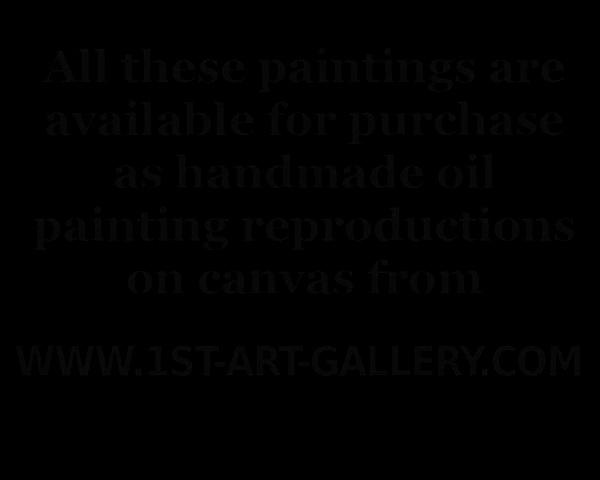 All these paintings are
available for purchase
as handmade oil
painting reproductions
on canvas from
WWW.1ST-ART-GALLERY.COM